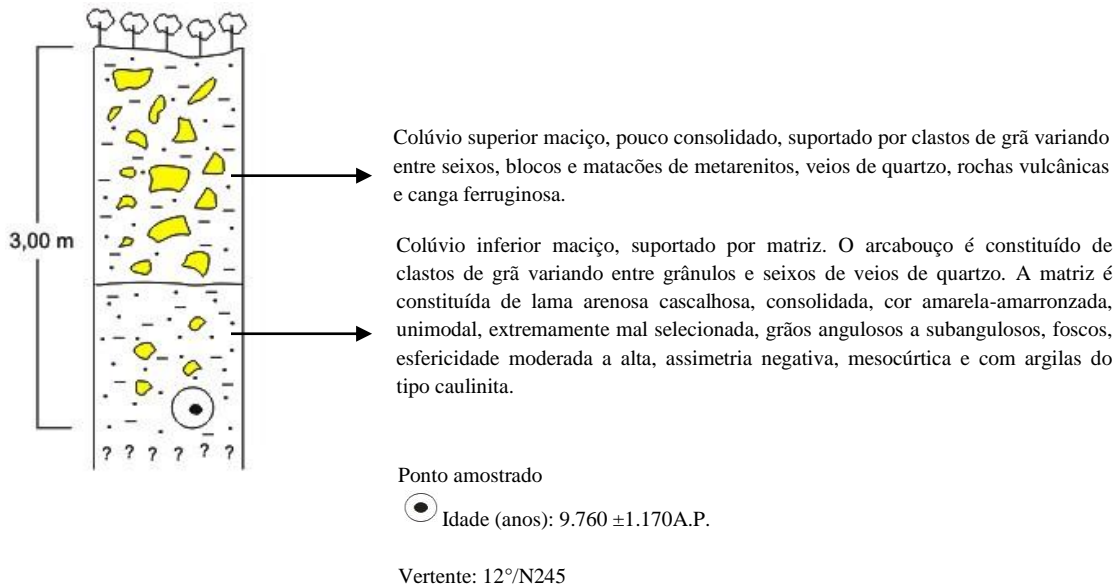 Colúvio superior maciço, pouco consolidado, suportado por clastos de grã variando
entre seixos, blocos e matacões de metarenitos, veios de quartzo, rochas vulcânicas
e canga ferruginosa.
3,00 m
Colúvio inferior maciço, suportado por matriz. O arcabouço é constituído de
clastos de grã variando entre grânulos e seixos de veios de quartzo. A matriz é
constituída de lama arenosa cascalhosa, consolidada, cor amarela-amarronzada,
unimodal, extremamente mal selecionada, grãos angulosos a subangulosos, foscos,
esfericidade moderada a alta, assimetria negativa, mesocúrtica e com argilas do
tipo caulinita.
? ? ? ? ? ?
Ponto amostrado
Idade (anos): 9.760 ±1.170A.P.
Vertente: 12°/N245